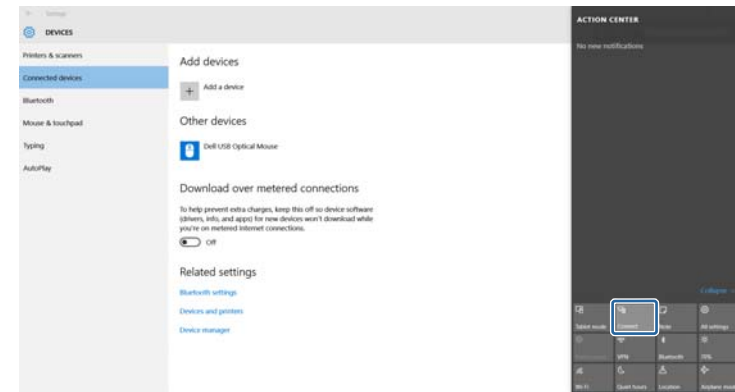 Settings
DEVICES
Printers & scanners
Connected devices
Bluetooth
Mouse & touchpad
Typing
AutoPlay
Add devices
Add a device
Other devices
Dell USB Optical Mouse
Download over metered connections
To help prevent extra charges, keep this off so device software
(drivers, info, and apps) for new devices won't download while
you're on metered Internet connections.
Off
Related settings
Bluetooth settings
Devices and printers
Device manager
ACTION CENTER
No new notifications
Collapse
Tablet mode Connect Note All settings
VPN Bluetooth 70%
Wi-Fi Quiet hours Location Airplane mode